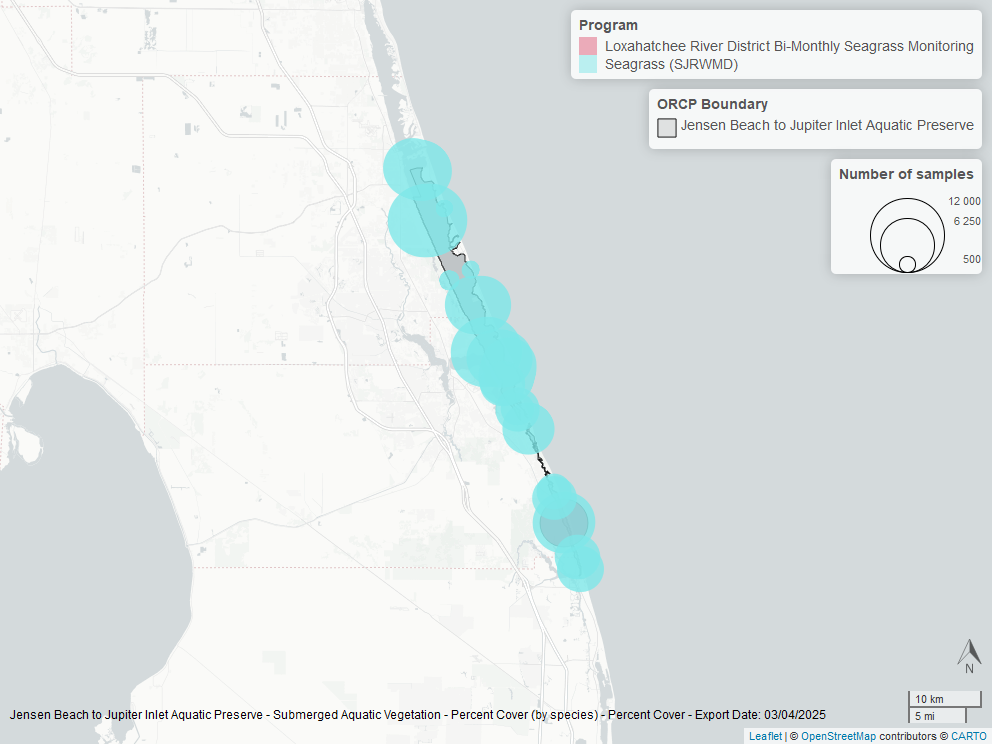 Program
Loxahatchee River District Bi-Monthly Seagrass Monitoring
Seagrass (SJRWMD)
ORCP Boundary
Jensen Beach to Jupiter Inlet Aquatic Preserve
Number of samples
12 000
6 250
500
N
10 km
5 mi
Jensen Beach to Jupiter Inlet Aquatic Preserve - Submerged Aquatic Vegetation - Percent Cover (by species) - Percent Cover - Export Date: 03/04/2025
Leaflet | © OpenStreetMap contributors © CARTO